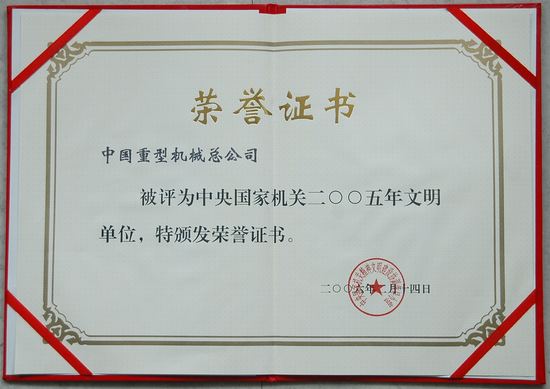 荣誉证书
中国重型机械总公司
被评为中央国家机关二〇〇五年文明
单位，特颁发荣誉证书。
二〇〇六年二月十四日